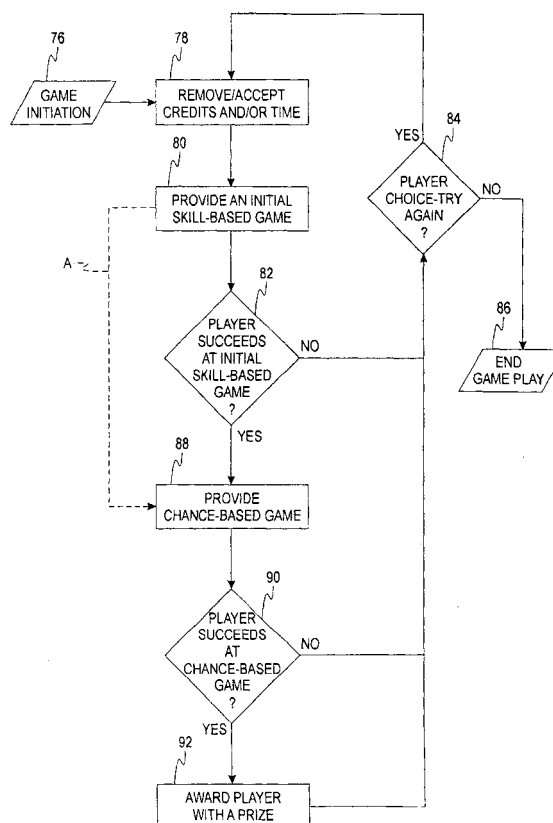 76
GAME
INITIATION
78
REMOVE/ACCEPT
CREDITS AND/OR TIME
80
PROVIDE AN INITIAL
SKILL-BASED GAME
A
82
PLAYER
SUCCEEDS
AT INITIAL
SKILL-BASED
GAME
?
NO
YES
84
YES
PLAYER
CHOICE-TRY
AGAIN
?
NO
86
END
GAME PLAY
88
PROVIDE
CHANCE-BASED GAME
90
PLAYER
SUCCEEDS
AT
CHANCE-BASED
GAME
?
NO
YES
92
AWARD PLAYER
WITH A PRIZE